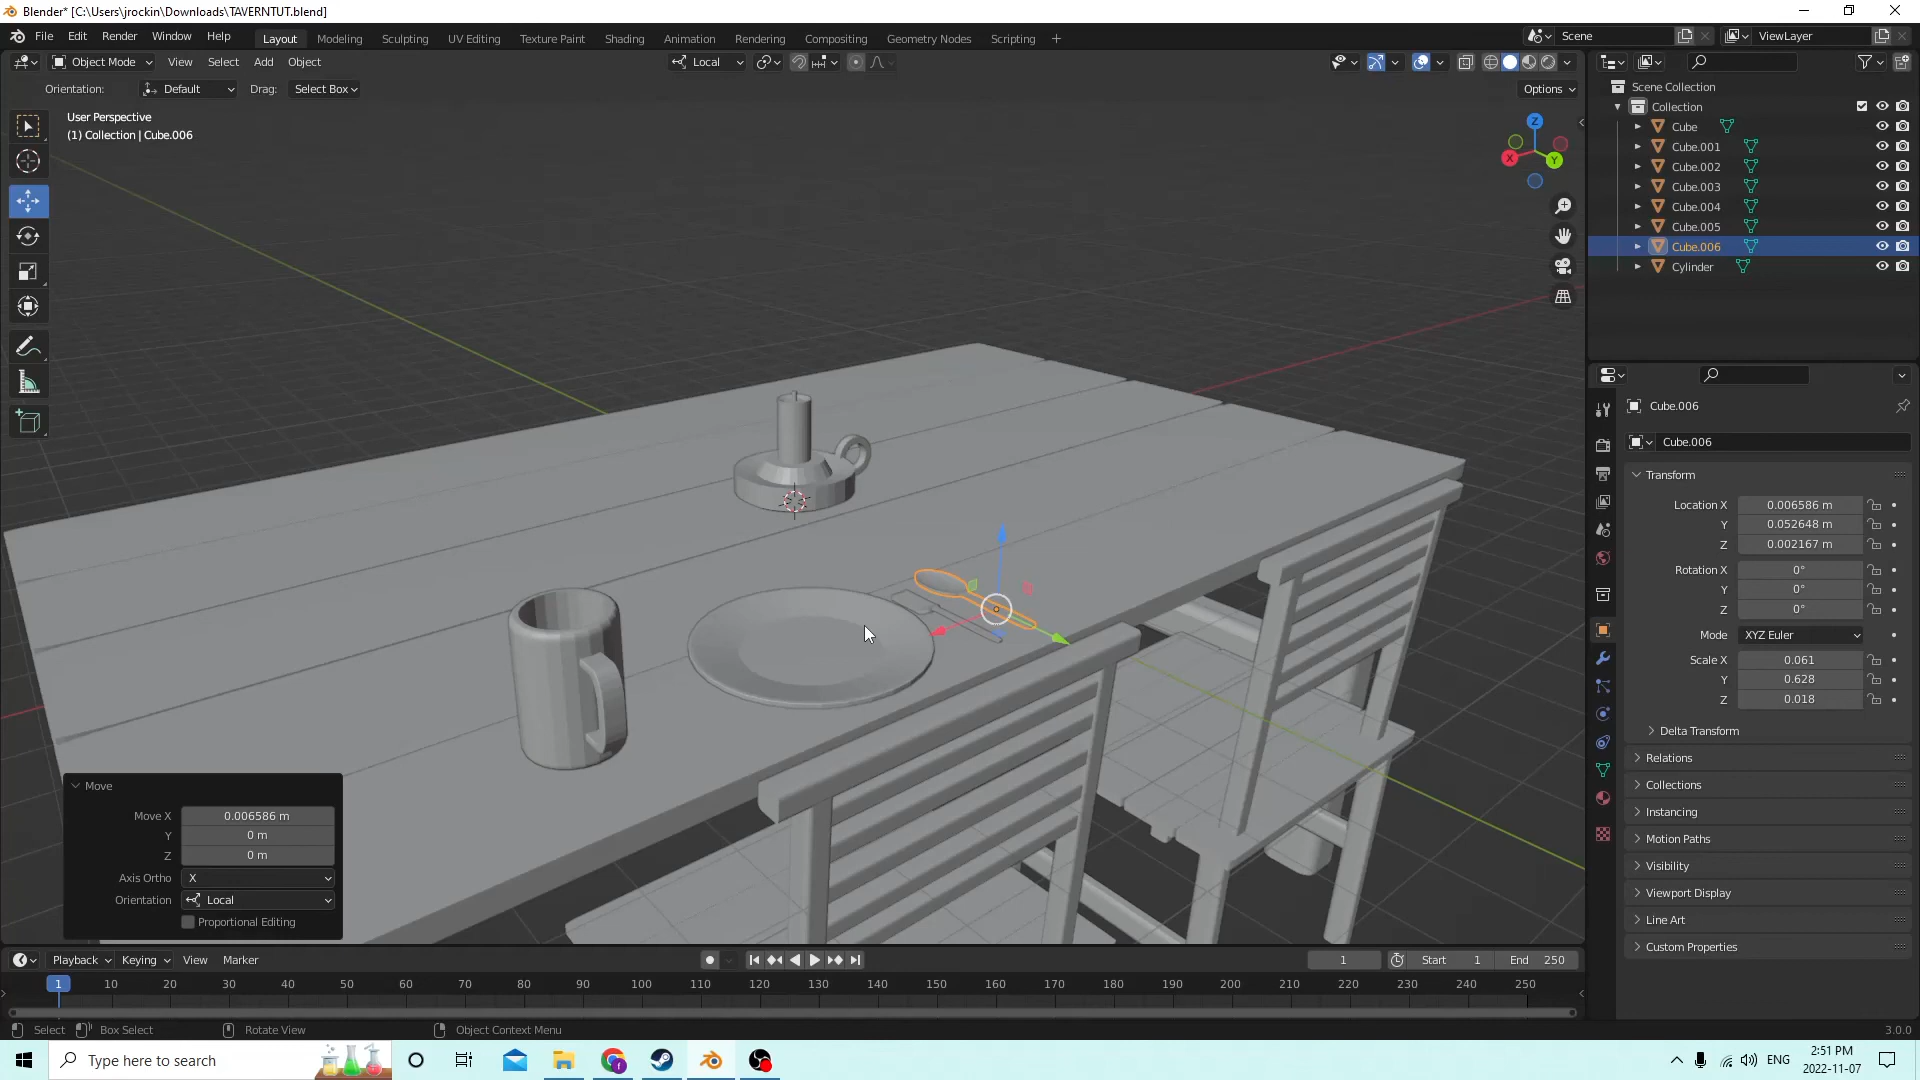 Blender* [C:\Users\jrockin\Downloads\TAVERNTUT.blend]
File Edit Render Window Help Layout Modeling Sculpting UV Editing Texture Paint Shading Animation Rendering Compositing Geometry Nodes Scripting + Scene ViewLayer
Object Mode View Select Add Object Local
Orientation: Default Drag: Select Box Options
User Perspective
(1) Collection | Cube.006
Z
X Y
Scene Collection
Collection
Cube
Cube.001
Cube.002
Cube.003
Cube.004
Cube.005
Cube.006
Cylinder
Cube.006
Cube.006
Transform
Location X 0.006586 m
Y 0.052648 m
Z 0.002167 m
Rotation X 0°
Y 0°
Z 0°
Mode XYZ Euler
Scale X 0.061
Y 0.628
Z 0.018
Delta Transform
Relations
Collections
Instancing
Motion Paths
Visibility
Viewport Display
Line Art
Custom Properties
Move
Move X 0.006586 m
Y 0 m
Z 0 m
Axis Ortho X
Orientation Local
Proportional Editing
Playback Keying View Marker 1 Start 1 End 250
1 10 20 30 40 50 60 70 80 90 100 110 120 130 140 150 160 170 180 190 200 210 220 230 240 250
Select Box Select Rotate View Object Context Menu 3.0.0
Type here to search ENG 2:51 PM
2022-11-07